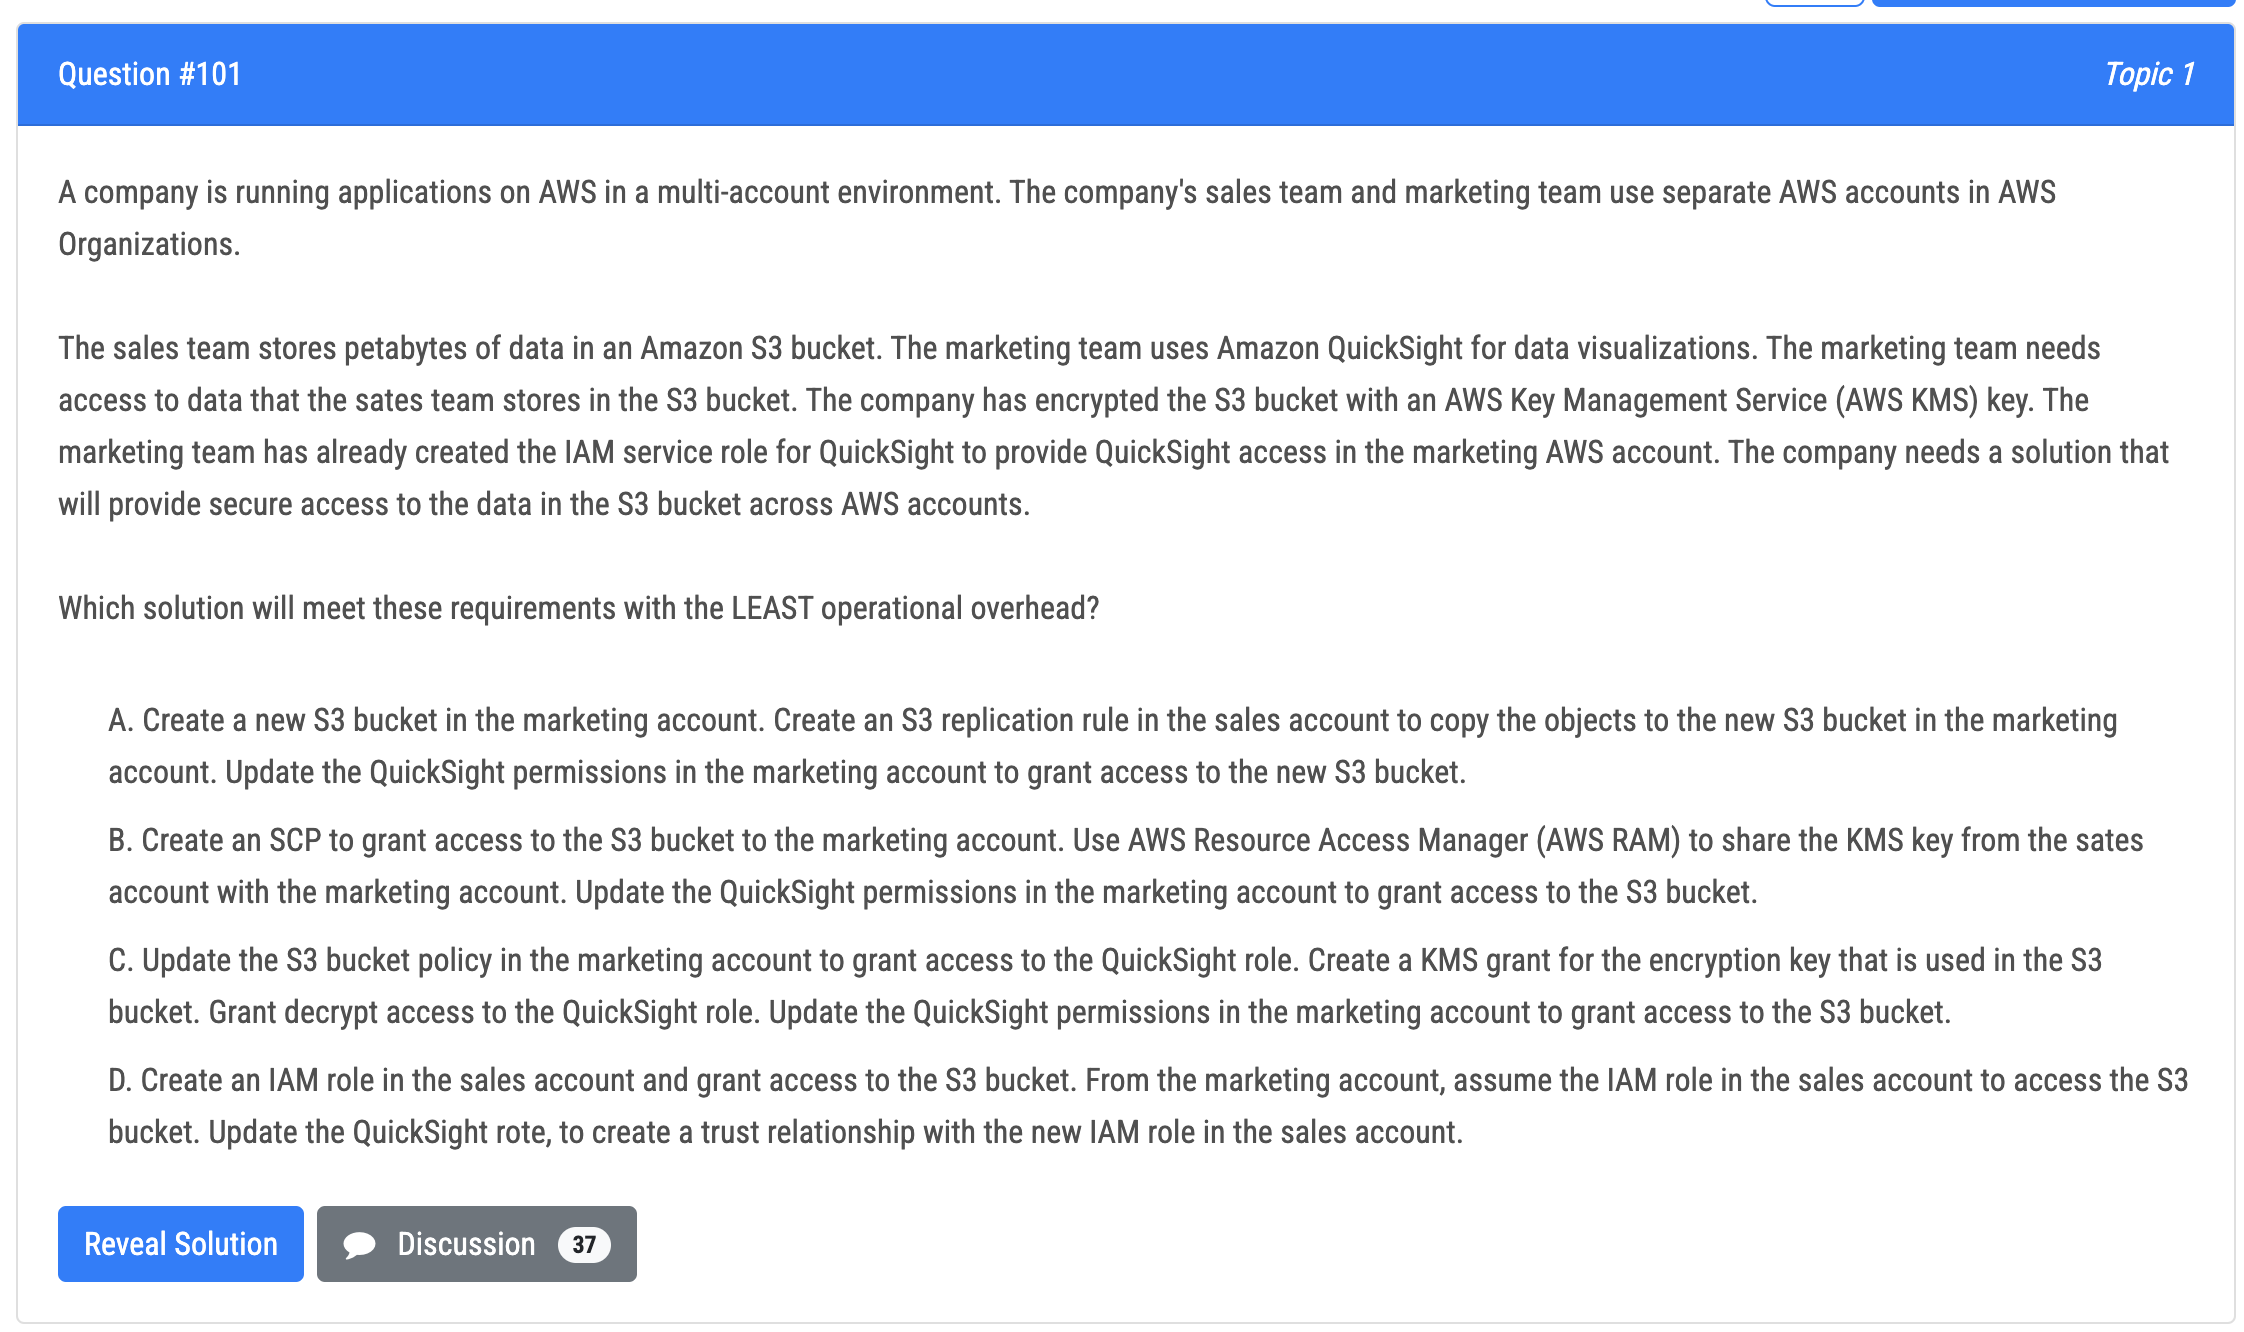 Question #101
Topic 1
A company is running applications on AWS in a multi-account environment. The company's sales team and marketing team use separate AWS accounts in AWS
Organizations.
The sales team stores petabytes of data in an Amazon S3 bucket. The marketing team uses Amazon QuickSight for data visualizations. The marketing team needs
access to data that the sates team stores in the S3 bucket. The company has encrypted the S3 bucket with an AWS Key Management Service (AWS KMS) key. The
marketing team has already created the IAM service role for QuickSight to provide QuickSight access in the marketing AWS account. The company needs a solution that
will provide secure access to the data in the S3 bucket across AWS accounts.
Which solution will meet these requirements with the LEAST operational overhead?
A. Create a new S3 bucket in the marketing account. Create an S3 replication rule in the sales account to copy the objects to the new S3 bucket in the marketing
account. Update the QuickSight permissions in the marketing account to grant access to the new S3 bucket.
B. Create an SCP to grant access to the S3 bucket to the marketing account. Use AWS Resource Access Manager (AWS RAM) to share the KMS key from the sates
account with the marketing account. Update the QuickSight permissions in the marketing account to grant access to the S3 bucket.
C. Update the S3 bucket policy in the marketing account to grant access to the QuickSight role. Create a KMS grant for the encryption key that is used in the S3
bucket. Grant decrypt access to the QuickSight role. Update the QuickSight permissions in the marketing account to grant access to the S3 bucket.
D. Create an IAM role in the sales account and grant access to the S3 bucket. From the marketing account, assume the IAM role in the sales account to access the S3
bucket. Update the QuickSight rote, to create a trust relationship with the new IAM role in the sales account.
Reveal Solution
Discussion 37